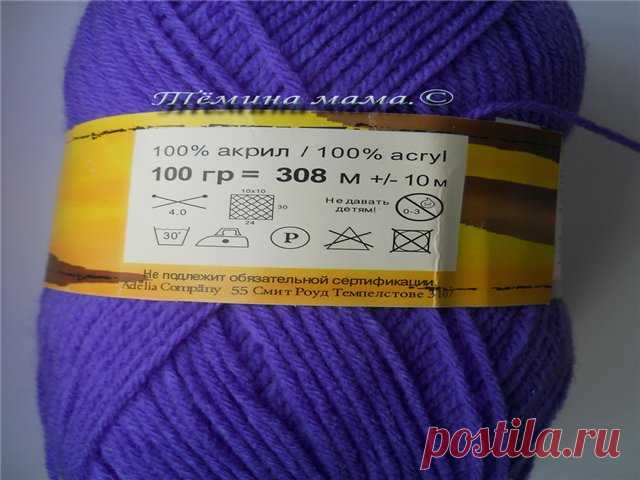 Тёмина мама.©
100% акрил / 100% acryl
100 гр = 308 м +/- 10 м
10x10
4.0
30
24
Не давать
детям!
0-3
30°
P
Не подлежит обязательной сертификации
Adelia Company 55 Смит Роуд Темпелстове
postila.ru